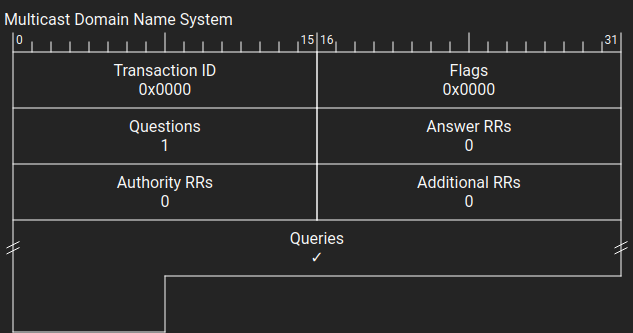 Multicast Domain Name System
0 15 16 31
Transaction ID Flags
0x0000 0x0000
Questions Answer RRs
1 0
Authority RRs Additional RRs
0 0
Queries
✓